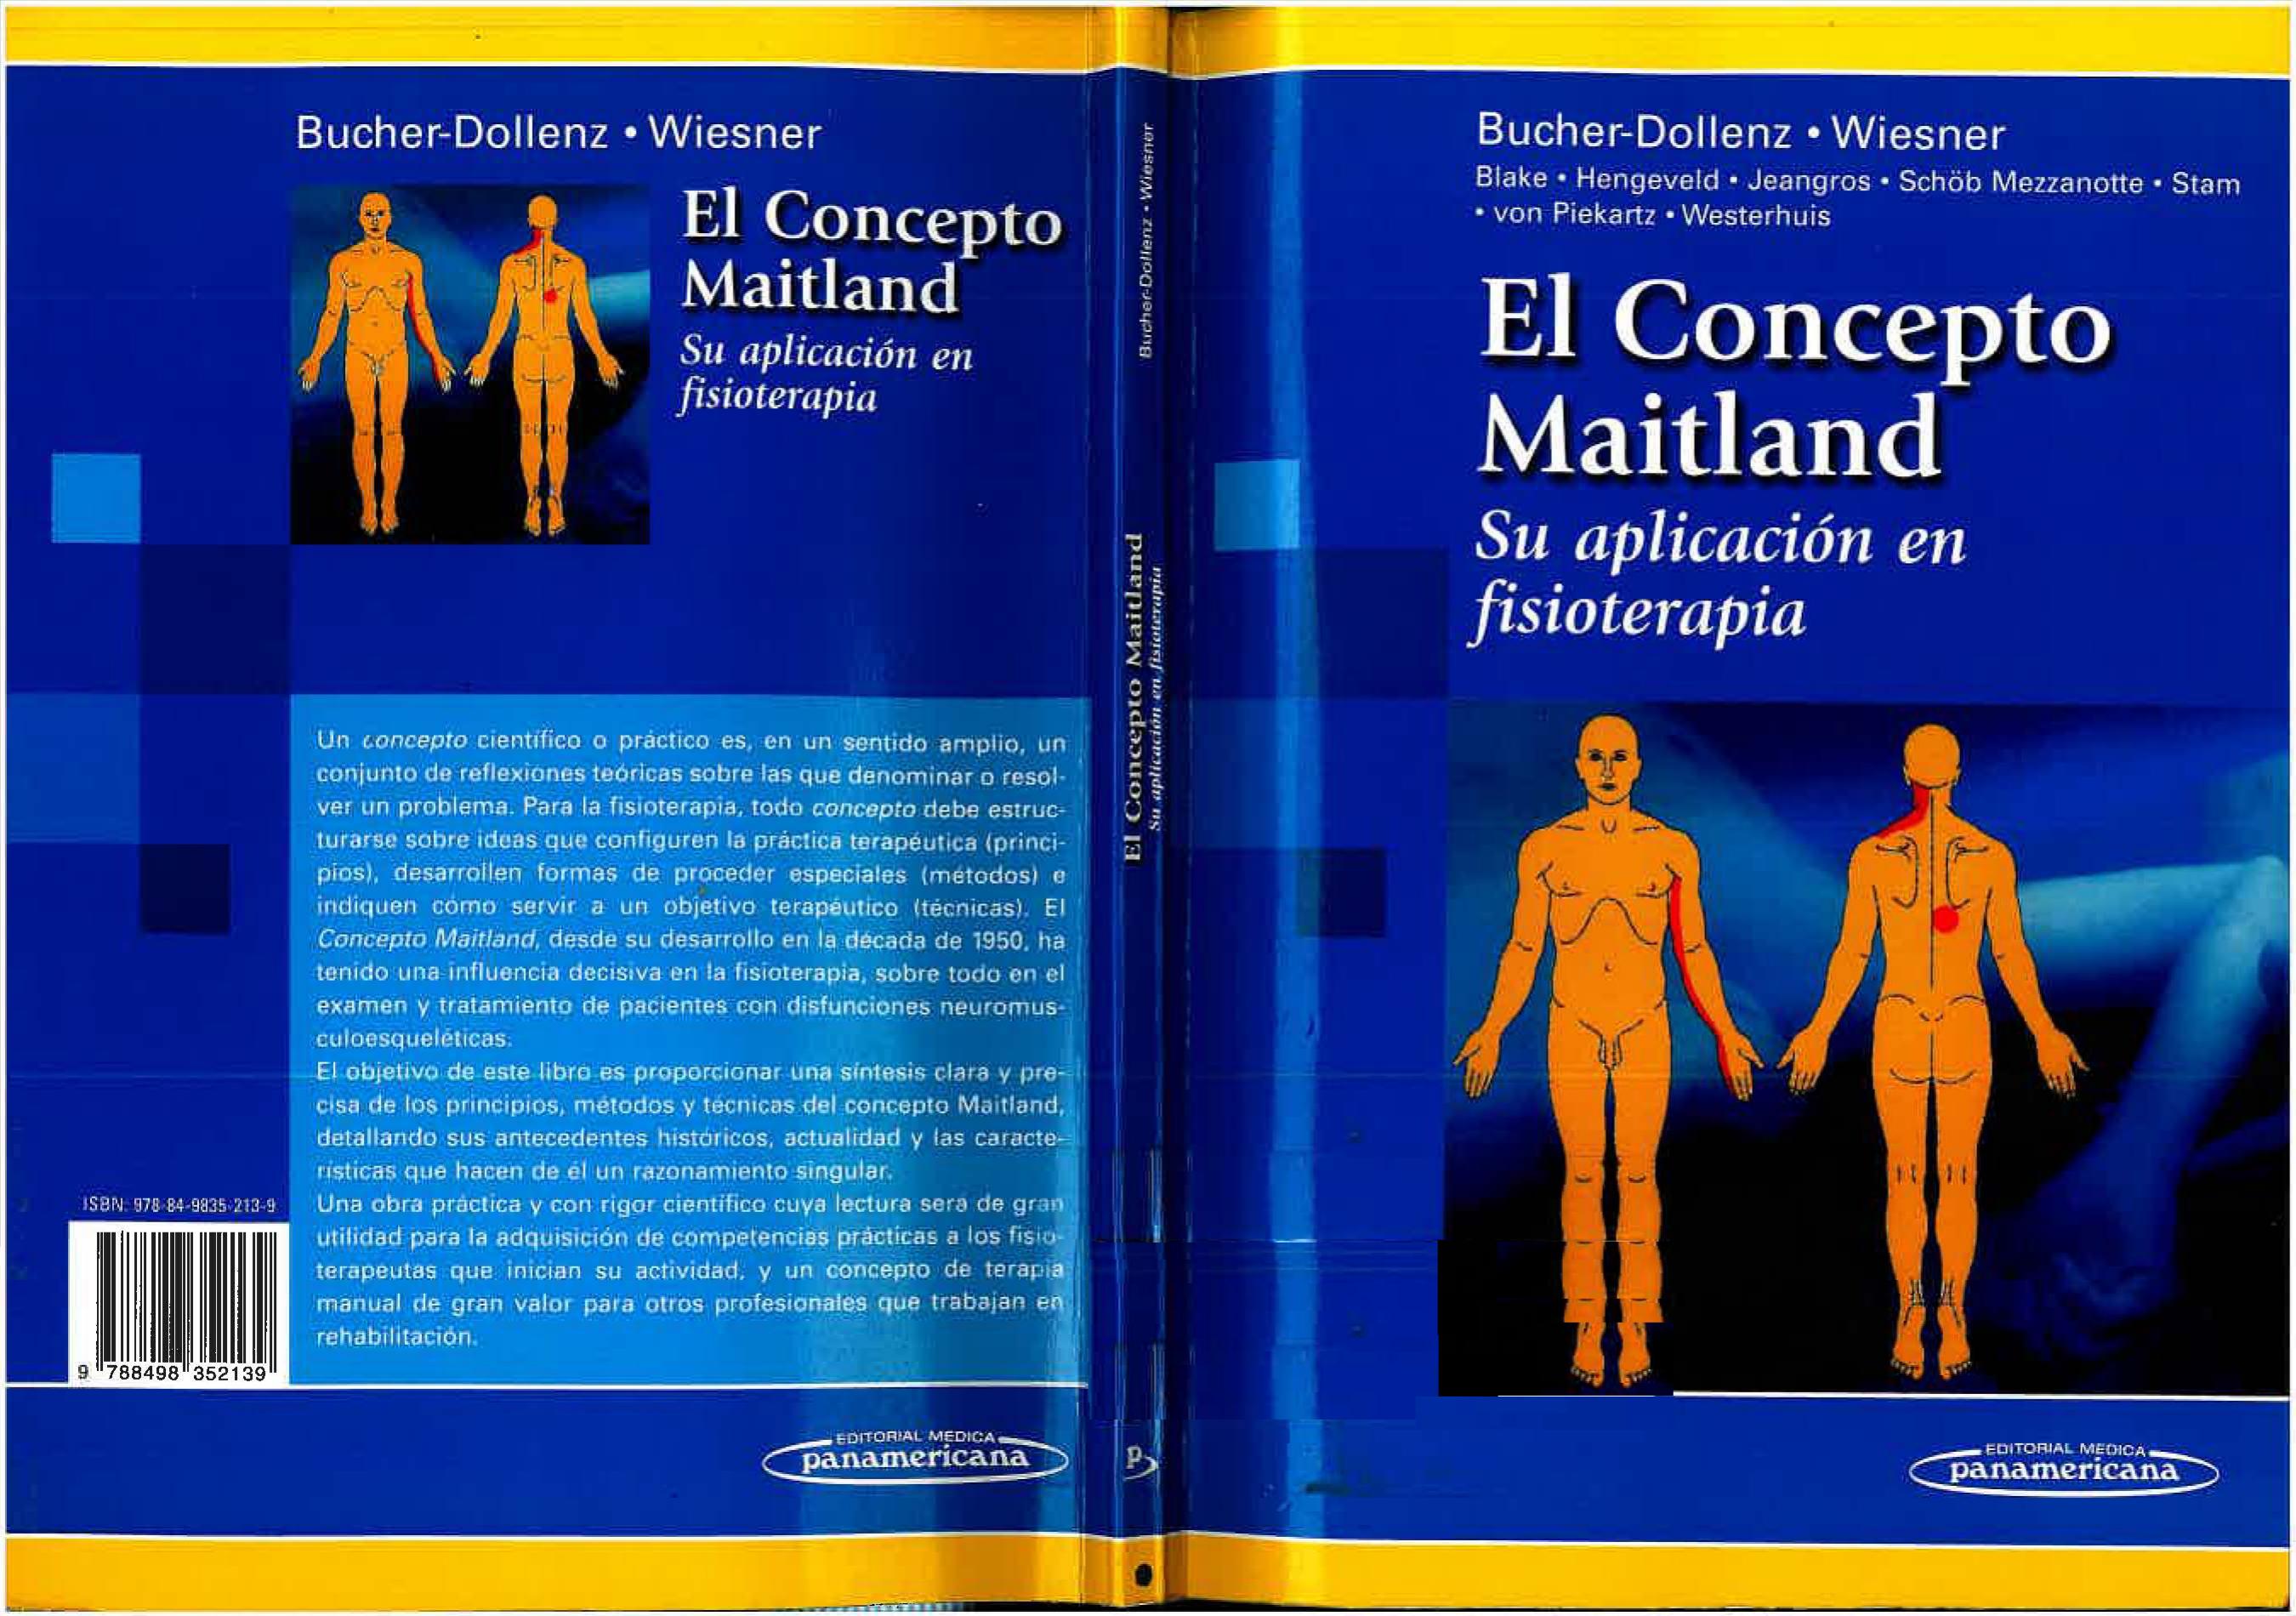 Bucher-Dollenz • Wiesner
El Concepto
Maitland
Su aplicación en
fisioterapia
Un concepto científico o práctico es, en un sentido amplio, un
conjunto de reflexiones teóricas sobre las que denominar o resol-
ver un problema. Para la fisioterapia, todo concepto debe estruc-
turarse sobre ideas que configuren la práctica terapéutica (princi-
pios), desarrollen formas de proceder especiales (métodos) e
indiquen cómo servir a un objetivo terapéutico (técnicas). El
Concepto Maitland, desde su desarrollo en la década de 1950, ha
tenido una influencia decisiva en la fisioterapia, sobre todo en el
examen y tratamiento de pacientes con disfunciones neuromus-
culoesqueléticas.
El objetivo de este libro es proporcionar una síntesis clara y pre-
cisa de los principios, métodos y técnicas del concepto Maitland,
detallando sus antecedentes históricos, actualidad y las caracte-
rísticas que hacen de él un razonamiento singular.
Una obra práctica y con rigor científico cuya lectura será de gran
utilidad para la adquisición de competencias prácticas a los fisio-
terapeutas que inician su actividad, y un concepto de terapia
manual de gran valor para otros profesionales que trabajan en
rehabilitación.
ISBN: 978-84-9835-213-9
9 788498 352139
EDITORIAL MEDICA
panamericana
Bucher-Dollenz • Wiesner
El Concepto Maitland
Su aplicación en fisioterapia
p
Bucher-Dollenz • Wiesner
Blake • Hengeveld • Jeangros • Schöb Mezzanotte • Stam
• von Piekartz • Westerhuis
El Concepto
Maitland
Su aplicación en
fisioterapia
EDITORIAL MEDICA
panamericana